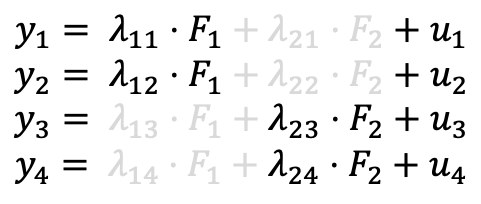 y₁ = λ₁₁ · F₁ + λ₂₁ · F₂ + u₁
y₂ = λ₁₂ · F₁ + λ₂₂ · F₂ + u₂
y₃ = λ₁₃ · F₁ + λ₂₃ · F₂ + u₃
y₄ = λ₁₄ · F₁ + λ₂₄ · F₂ + u₄